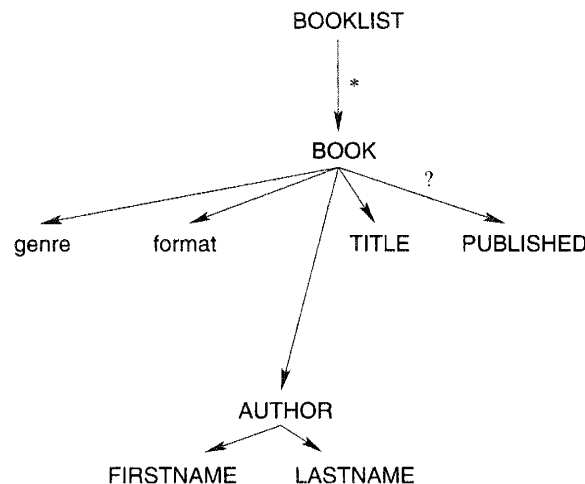 BOOKLIST
*
BOOK
?
genre format TITLE PUBLISHED
AUTHOR
FIRSTNAME LASTNAME